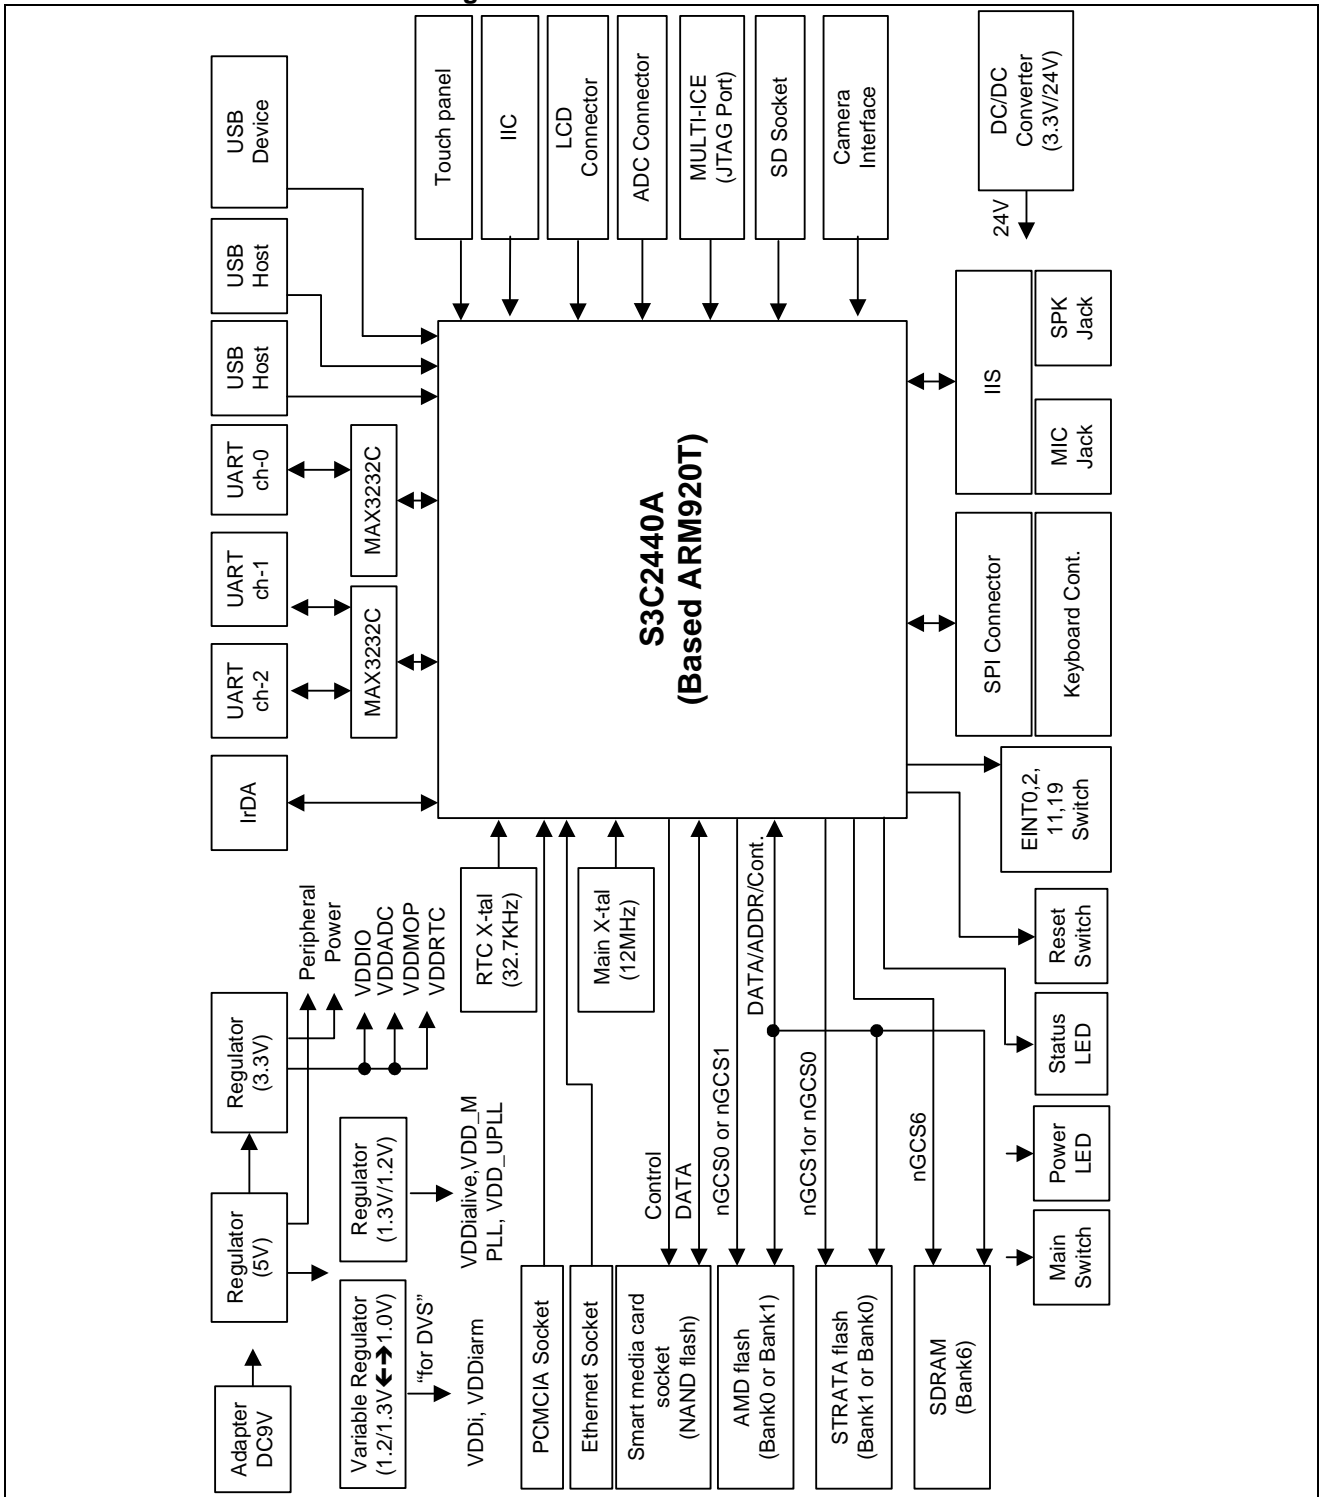 USB
Device
USB
Host
USB
Host
UART
ch-0
UART
ch-1
UART
ch-2
IrDA
MAX3232C
MAX3232C
Touch panel
IIC
LCD
Connector
ADC Connector
MULTI-ICE
(JTAG Port)
SD Socket
Camera
Interface
DC/DC
Converter
(3.3V/24V)
24V
S3C2440A
(Based ARM920T)
IIS
SPK
Jack
MIC
Jack
SPI Connector
Keyboard Cont.
EINT0,2,
11,19
Switch
Reset
Switch
Status
LED
Power
LED
Main
Switch
RTC X-tal
(32.7KHz)
Main X-tal
(12MHz)
DATA/ADDR/Cont.
Peripheral
Power
VDDIO
VDDADC
VDDMOP
VDDRTC
Regulator
(3.3V)
Regulator
(5V)
Adapter
DC9V
Regulator
(1.3V/1.2V)
VDDialive,VDD_M
PLL, VDD_UPLL
Variable Regulator
(1.2/1.3V←→1.0V)
“for DVS”
VDDi, VDDiarm
Control
DATA
nGCS0 or nGCS1
nGCS1or nGCS0
nGCS6
PCMCIA Socket
Ethernet Socket
Smart media card
socket
(NAND flash)
AMD flash
(Bank0 or Bank1)
STRATA flash
(Bank1 or Bank0)
SDRAM
(Bank6)